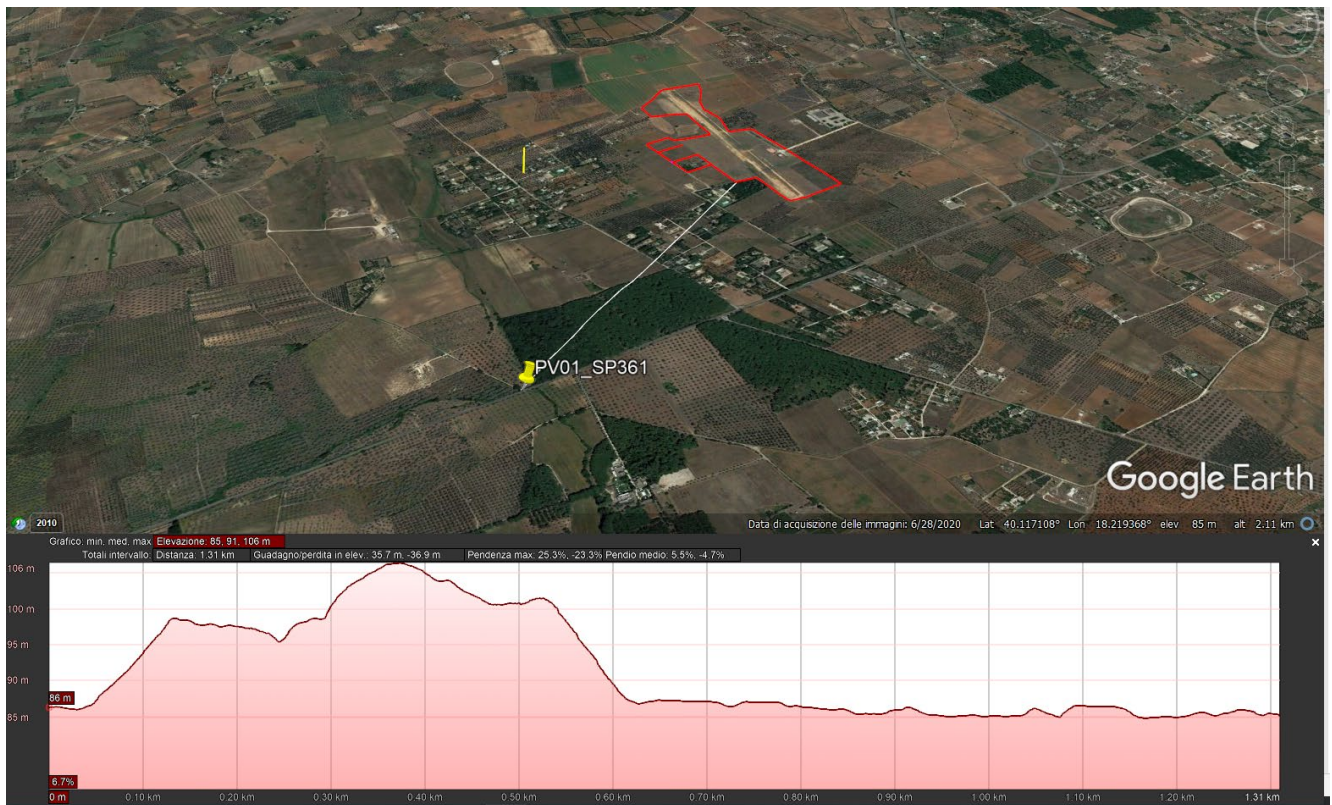 PV01_SP361
Google Earth
2010
Data di acquisizione delle immagini: 6/28/2020 Lat 40.117108° Lon 18.219368° elev 85 m alt 2.11 km
Grafico: min. med. max Elevazione: 85, 91, 106 m
Totali intervallo: Distanza: 1.31 km Guadagno/perdita in elev.: 35.7 m, -36.9 m Pendenza max: 25.3%, -23.3% Pendio medio: 5.5%, -4.7%
106 m
100 m
95 m
90 m
86 m
85 m
6.7%
0 m 0.10 km 0.20 km 0.30 km 0.40 km 0.50 km 0.60 km 0.70 km 0.80 km 0.90 km 1.00 km 1.10 km 1.20 km 1.31 km